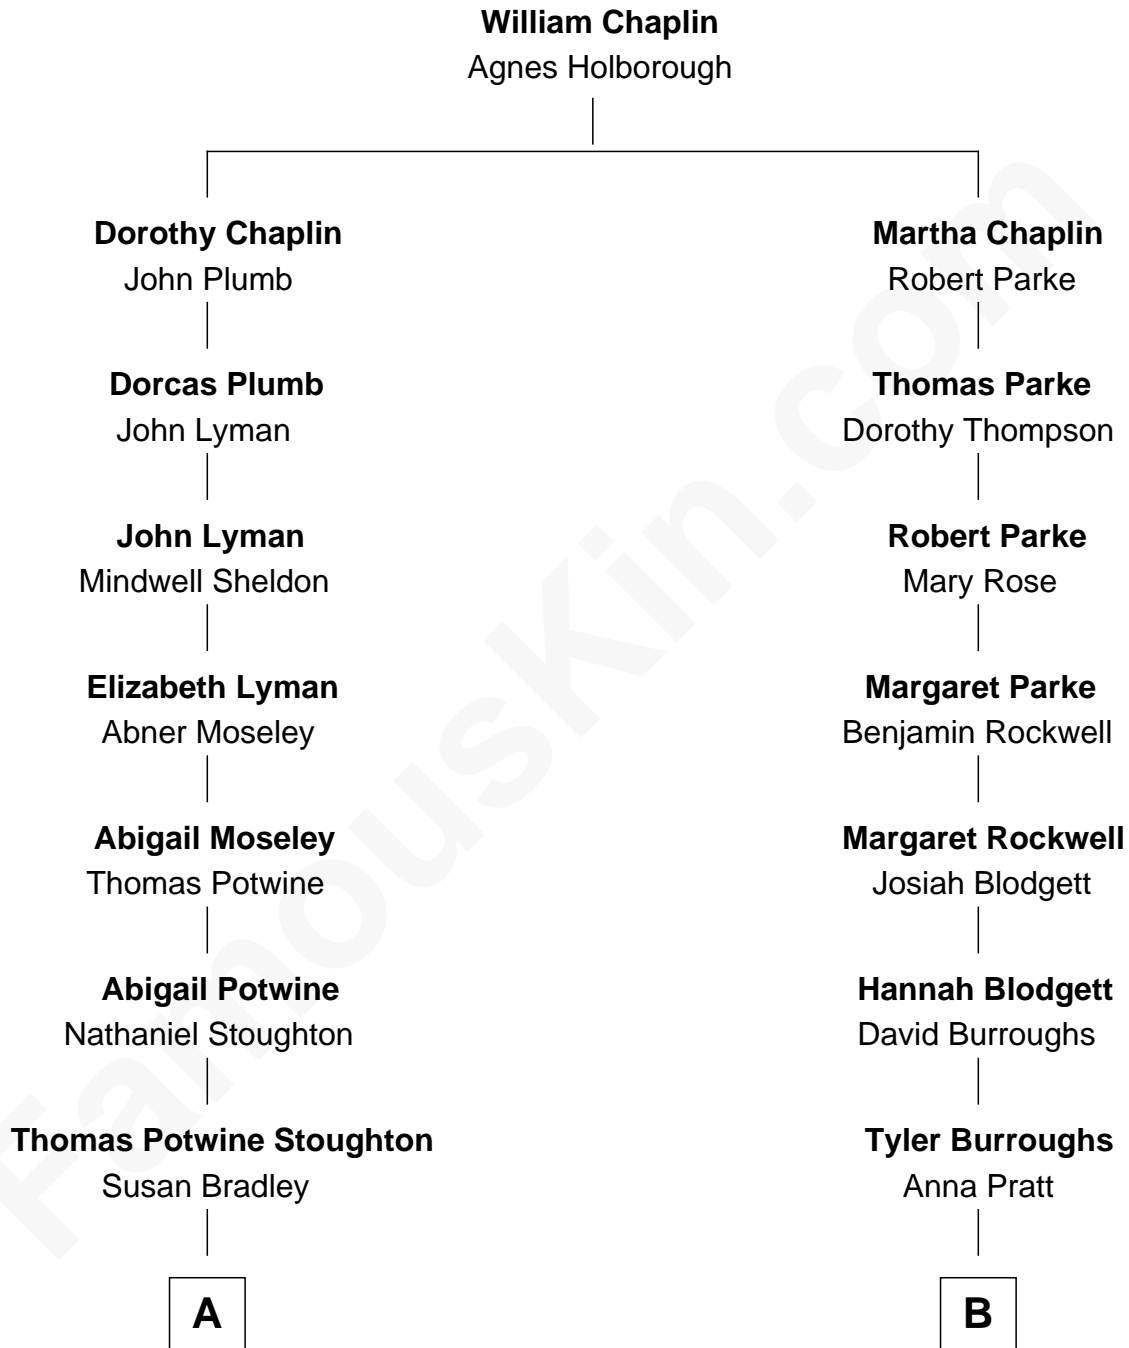 William Chaplin
Agnes Holborough
Dorothy Chaplin
John Plumb
Martha Chaplin
Robert Parke
Dorcas Plumb
John Lyman
Thomas Parke
Dorothy Thompson
John Lyman
Mindwell Sheldon
Robert Parke
Mary Rose
Elizabeth Lyman
Abner Moseley
Margaret Parke
Benjamin Rockwell
Abigail Moseley
Thomas Potwine
Margaret Rockwell
Josiah Blodgett
Abigail Potwine
Nathaniel Stoughton
Hannah Blodgett
David Burroughs
Thomas Potwine Stoughton
Susan Bradley
Tyler Burroughs
Anna Pratt
A
B
FamousKin.com